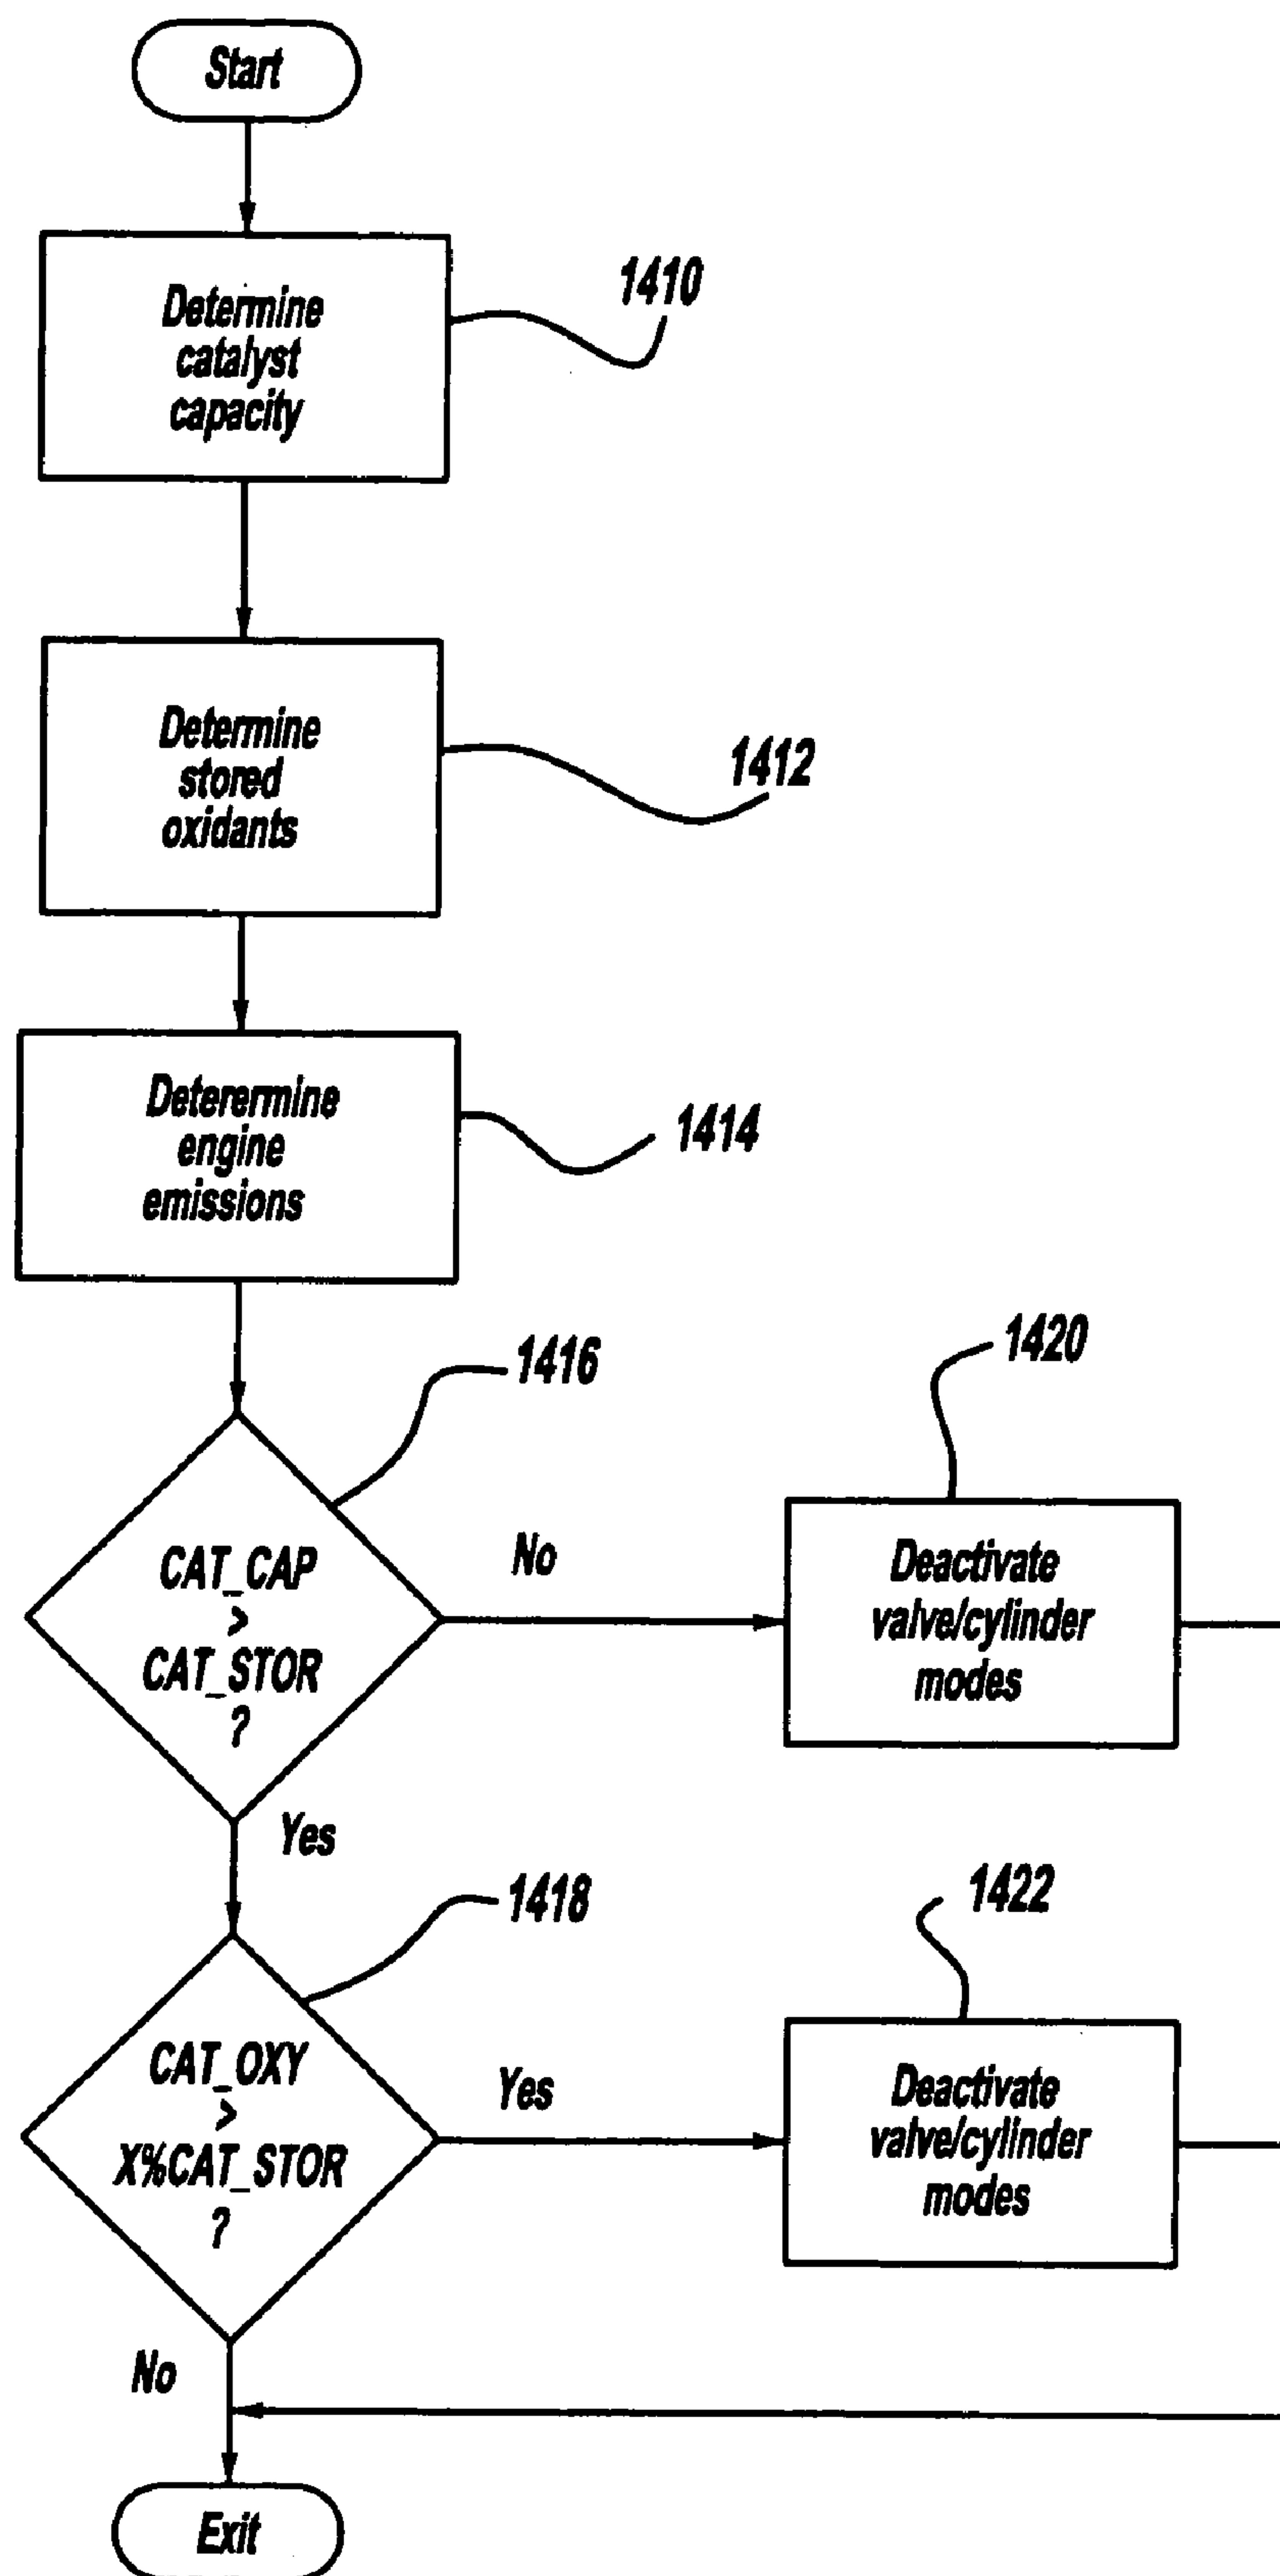 Start
Determine
catalyst
capacity
1410
Determine
stored
oxidants
1412
Deterermine
engine
emissions
1414
1416
CAT_CAP
>
CAT_STOR
?
No
1420
Deactivate
valve/cylinder
modes
Yes
1418
CAT_OXY
>
X%CAT_STOR
?
Yes
1422
Deactivate
valve/cylinder
modes
No
Exit